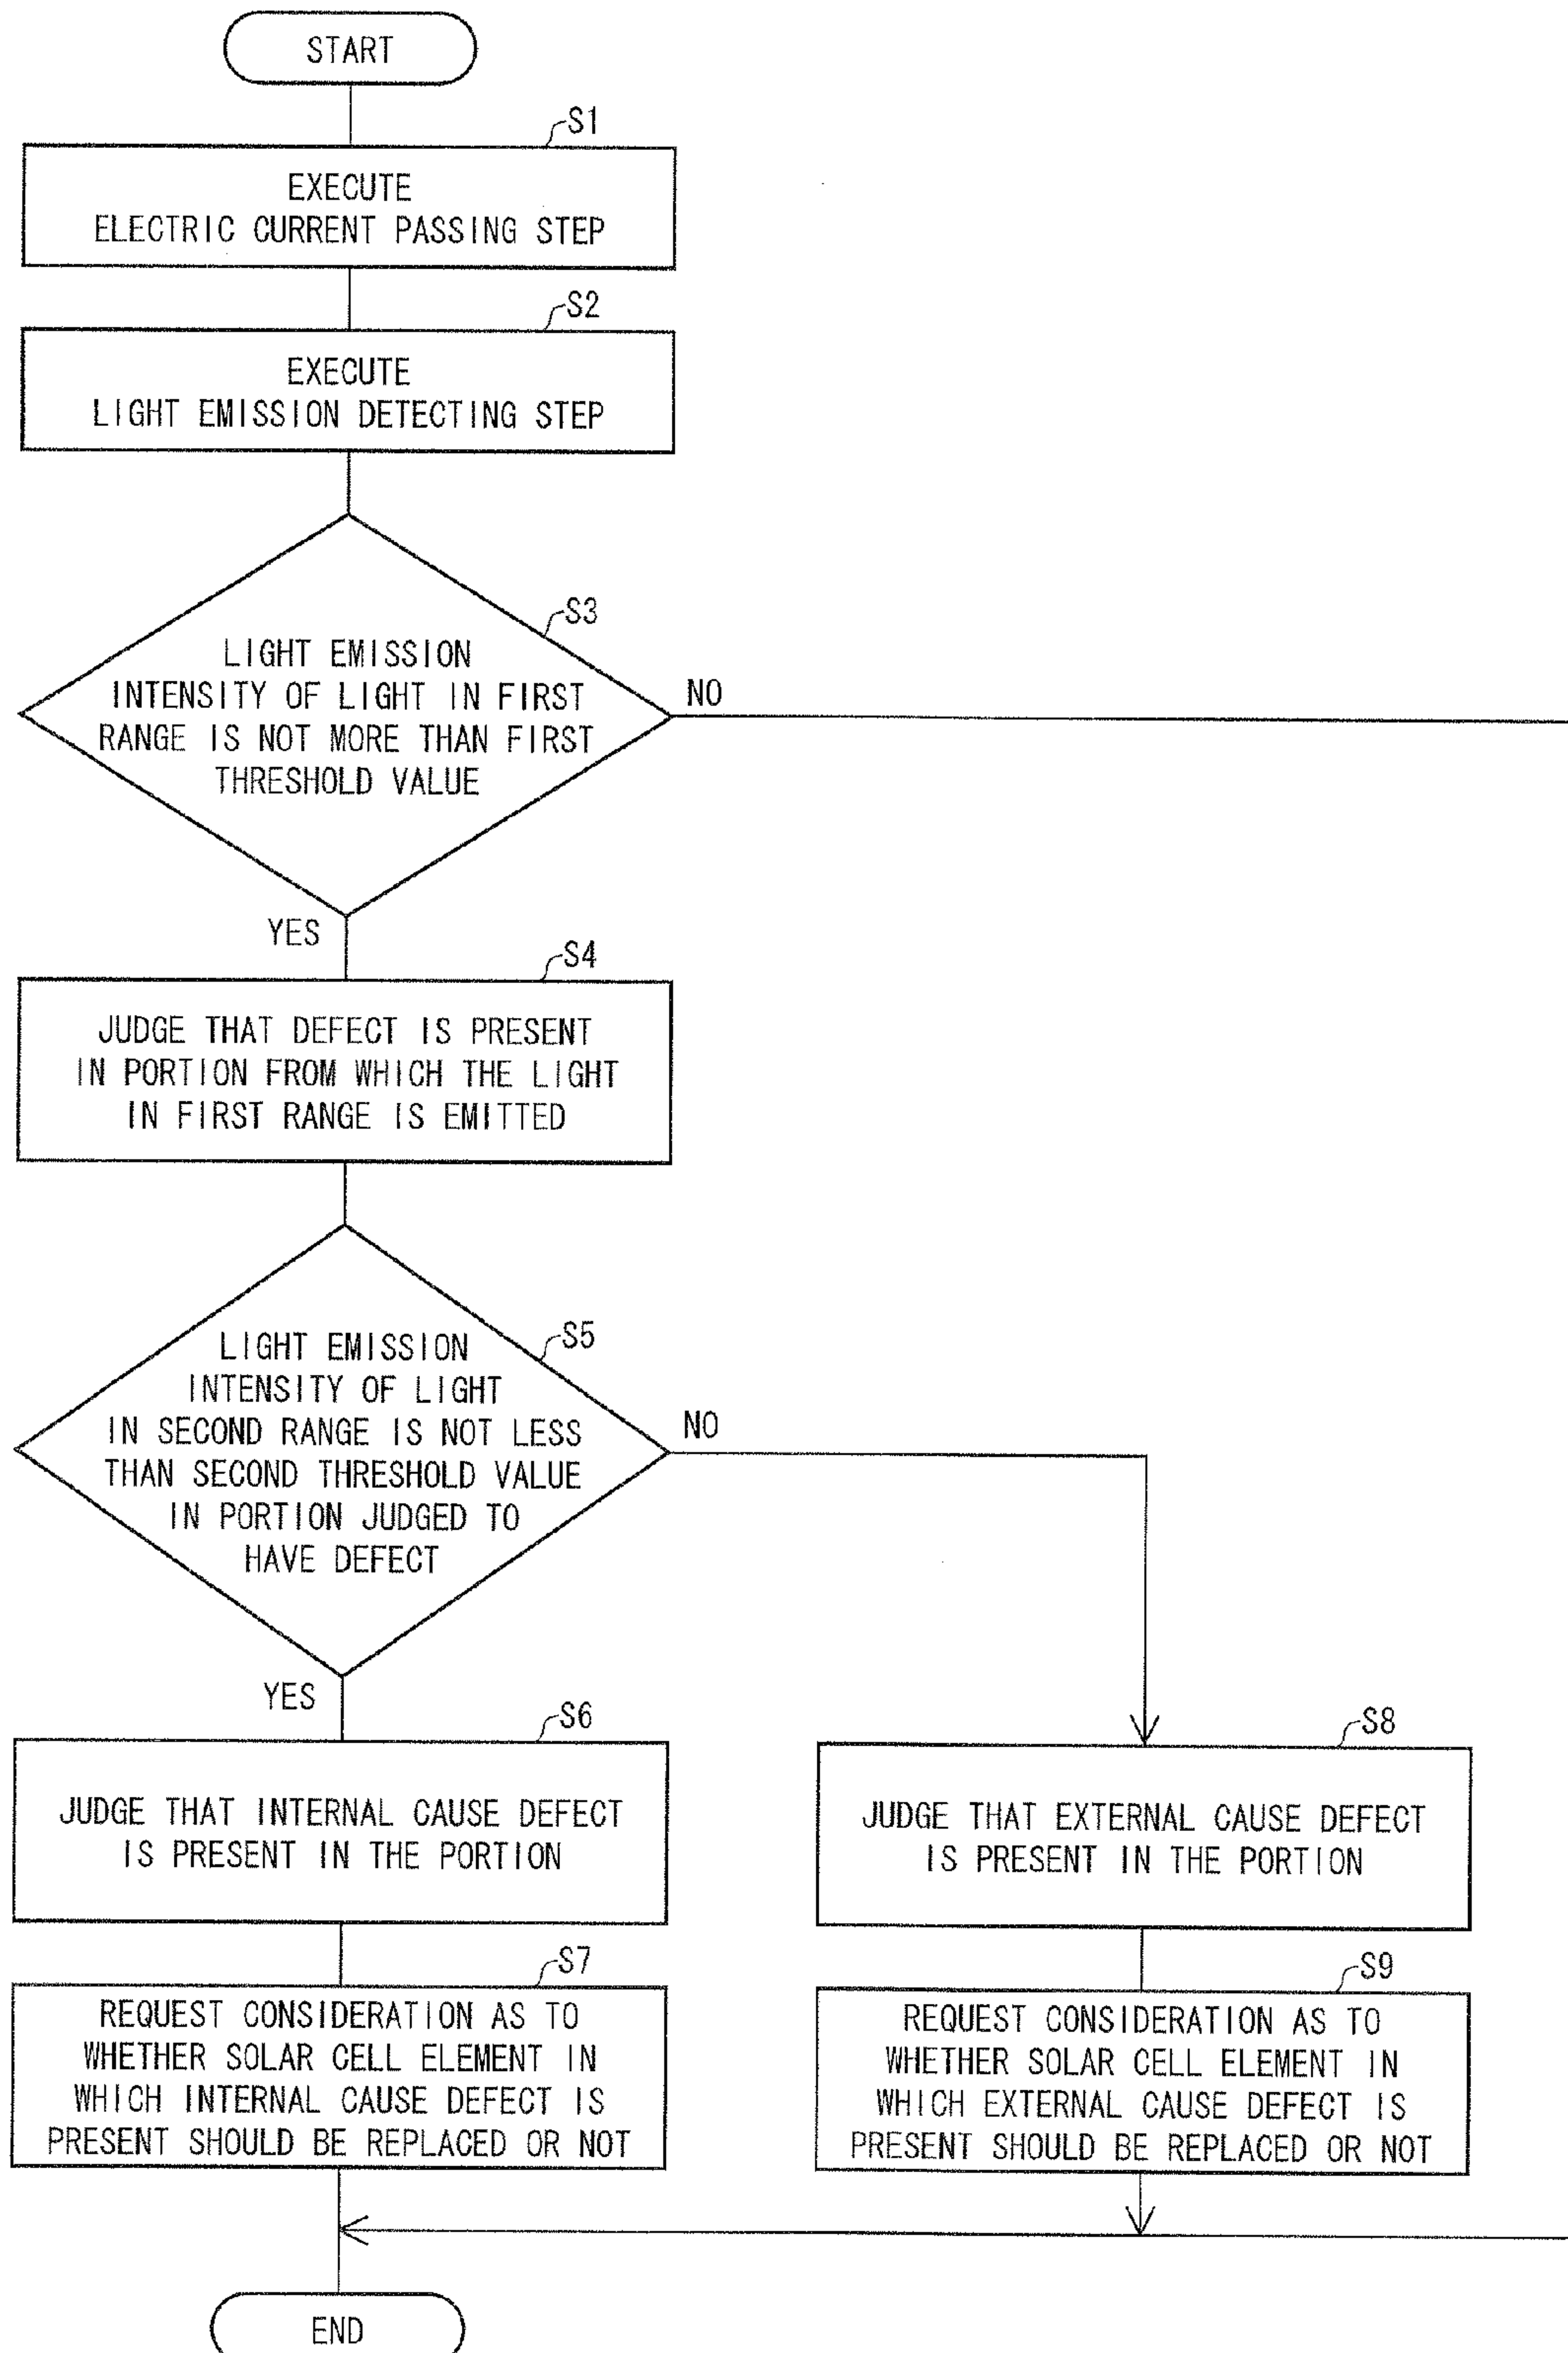 START
S1
EXECUTE
ELECTRIC CURRENT PASSING STEP
S2
EXECUTE
LIGHT EMISSION DETECTING STEP
S3
LIGHT EMISSION
INTENSITY OF LIGHT IN FIRST
RANGE IS NOT MORE THAN FIRST
THRESHOLD VALUE
NO
YES
S4
JUDGE THAT DEFECT IS PRESENT
IN PORTION FROM WHICH THE LIGHT
IN FIRST RANGE IS EMITTED
S5
LIGHT EMISSION
INTENSITY OF LIGHT
IN SECOND RANGE IS NOT LESS
THAN SECOND THRESHOLD VALUE
IN PORTION JUDGED TO
HAVE DEFECT
NO
YES
S6
JUDGE THAT INTERNAL CAUSE DEFECT
IS PRESENT IN THE PORTION
S8
JUDGE THAT EXTERNAL CAUSE DEFECT
IS PRESENT IN THE PORTION
S7
REQUEST CONSIDERATION AS TO
WHETHER SOLAR CELL ELEMENT IN
WHICH INTERNAL CAUSE DEFECT IS
PRESENT SHOULD BE REPLACED OR NOT
S9
REQUEST CONSIDERATION AS TO
WHETHER SOLAR CELL ELEMENT IN
WHICH EXTERNAL CAUSE DEFECT IS
PRESENT SHOULD BE REPLACED OR NOT
END